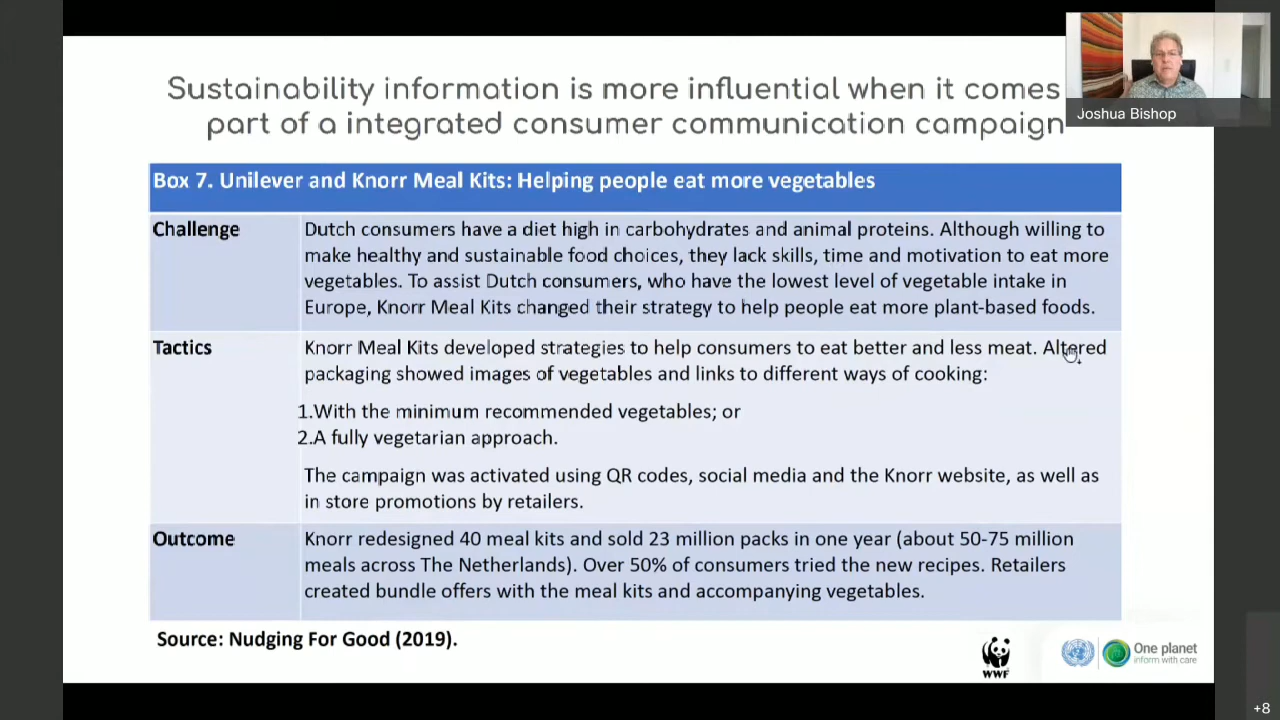 Sustainability information is more influential when it comes
part of a integrated consumer communication campaign
Joshua Bishop
Box 7. Unilever and Knorr Meal Kits: Helping people eat more vegetables
Challenge
Dutch consumers have a diet high in carbohydrates and animal proteins. Although willing to
make healthy and sustainable food choices, they lack skills, time and motivation to eat more
vegetables. To assist Dutch consumers, who have the lowest level of vegetable intake in
Europe, Knorr Meal Kits changed their strategy to help people eat more plant-based foods.
Tactics
Knorr Meal Kits developed strategies to help consumers to eat better and less meat. Altered
packaging showed images of vegetables and links to different ways of cooking:
1.With the minimum recommended vegetables; or
2.A fully vegetarian approach.
The campaign was activated using QR codes, social media and the Knorr website, as well as
in store promotions by retailers.
Outcome
Knorr redesigned 40 meal kits and sold 23 million packs in one year (about 50-75 million
meals across The Netherlands). Over 50% of consumers tried the new recipes. Retailers
created bundle offers with the meal kits and accompanying vegetables.
Source: Nudging For Good (2019).
WWF
One planet
inform with care
+8